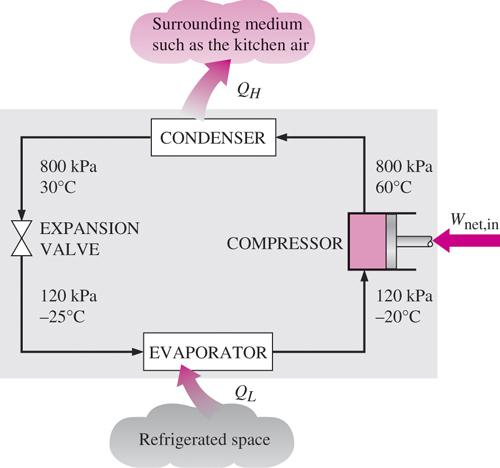 Surrounding medium
such as the kitchen air
QH
CONDENSER
800 kPa
30°C
800 kPa
60°C
Wnet,in
EXPANSION
VALVE
COMPRESSOR
120 kPa
–25°C
120 kPa
–20°C
EVAPORATOR
QL
Refrigerated space